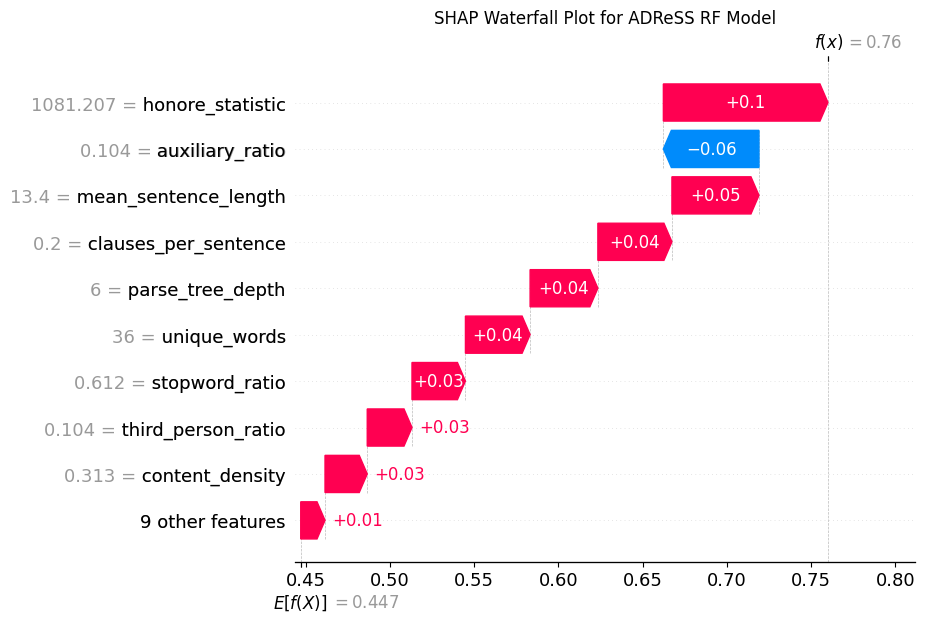 SHAP Waterfall Plot for ADReSS RF Model
f(x) = 0.76
1081.207 = honore_statistic +0.1
0.104 = auxiliary_ratio −0.06
13.4 = mean_sentence_length +0.05
0.2 = clauses_per_sentence +0.04
6 = parse_tree_depth +0.04
36 = unique_words +0.04
0.612 = stopword_ratio +0.03
0.104 = third_person_ratio +0.03
0.313 = content_density +0.03
9 other features +0.01
0.45 0.50 0.55 0.60 0.65 0.70 0.75 0.80
E[f(X)] = 0.447